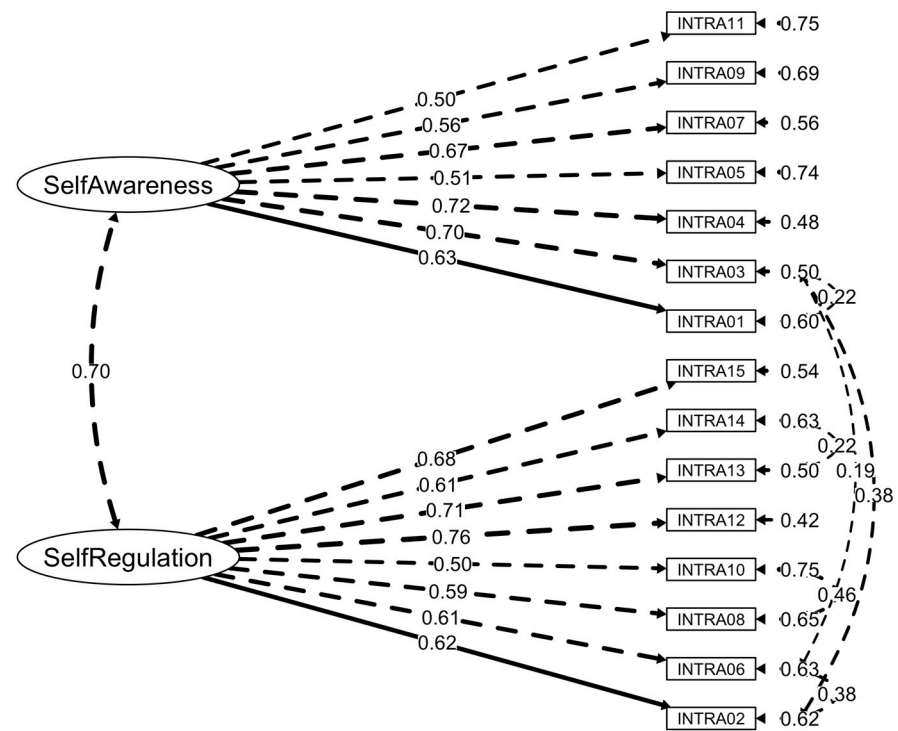 INTRA11 0.75
INTRA09 0.69
0.50
0.56
INTRA07 0.56
0.67
INTRA05 0.74
0.51
SelfAwareness
0.72
INTRA04 0.48
0.70
0.63
INTRA03 0.50
0.22
INTRA01 0.60
0.70
INTRA15 0.54
INTRA14 0.63
0.22
0.68
INTRA13 0.50
0.19
0.61
0.38
0.71
INTRA12 0.42
0.76
SelfRegulation
0.50
INTRA10 0.75
0.59
0.46
0.61
INTRA08 0.65
0.62
INTRA06 0.63
0.38
INTRA02 0.62